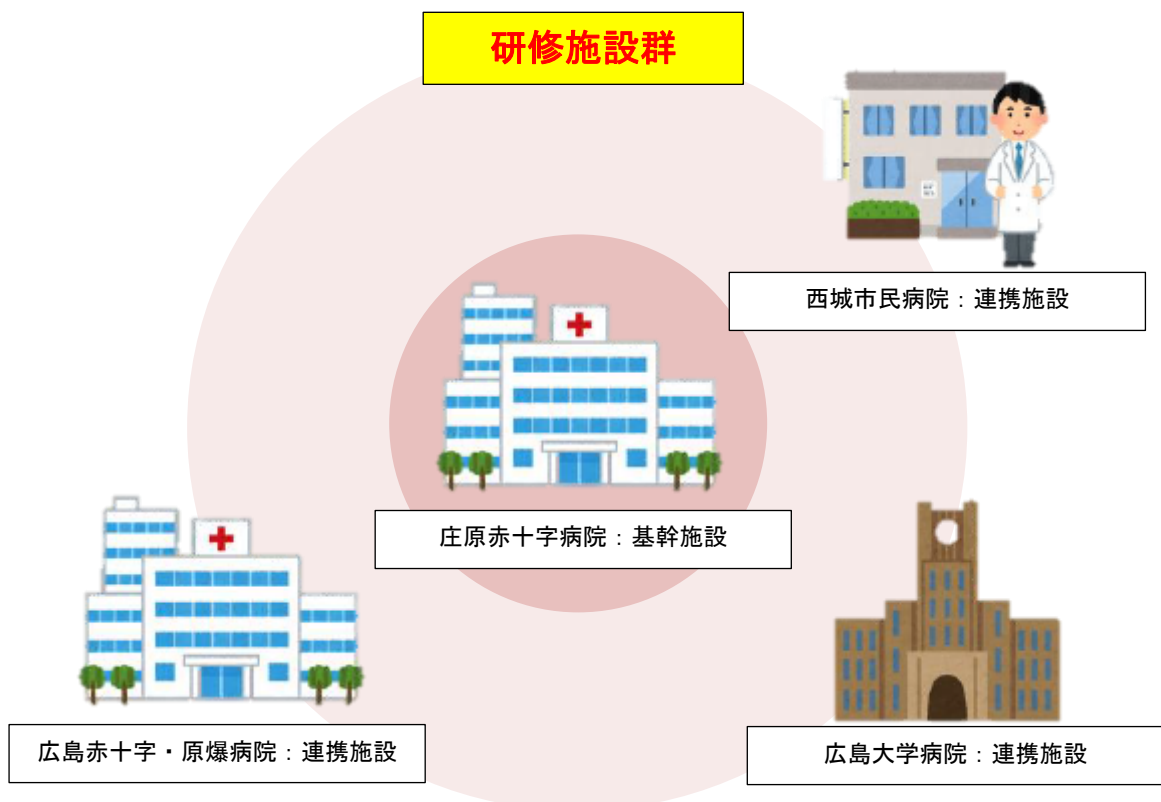 研修施設群
西城市民病院：連携施設
庄原赤十字病院：基幹施設
広島赤十字・原爆病院：連携施設
広島大学病院：連携施設